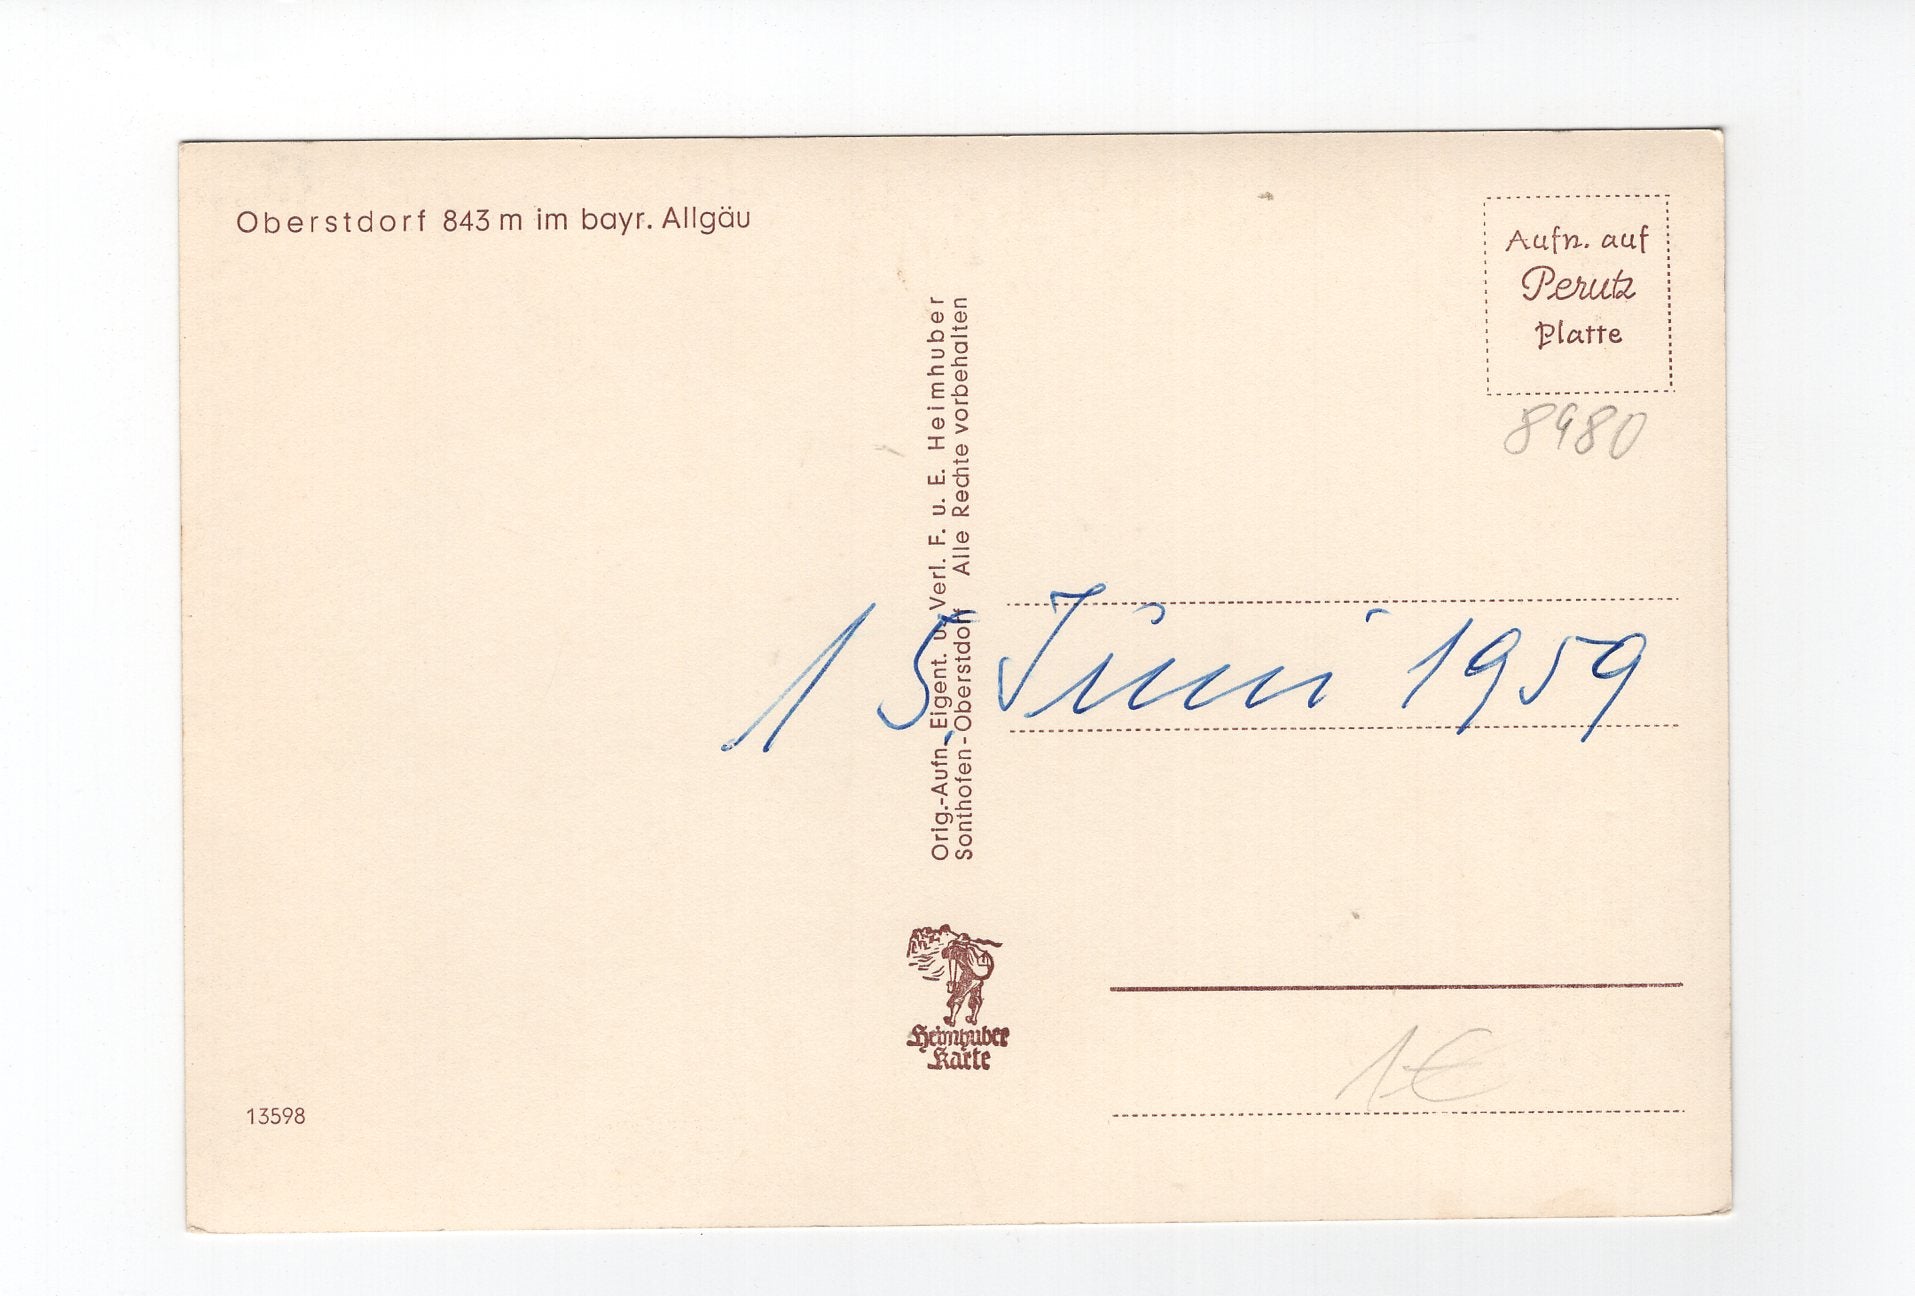 Oberstdorf 843 m im bayr. Allgäu
Aufn. auf
Perutz
Platte
8980
Orig.-Aufn. Eigent. u. Verl. F. u. E. Heimhuber
Sonthofen-Oberstdorf Alle Rechte vorbehalten
15. Juni 1959
Heimhuber
Karte
1€
13598